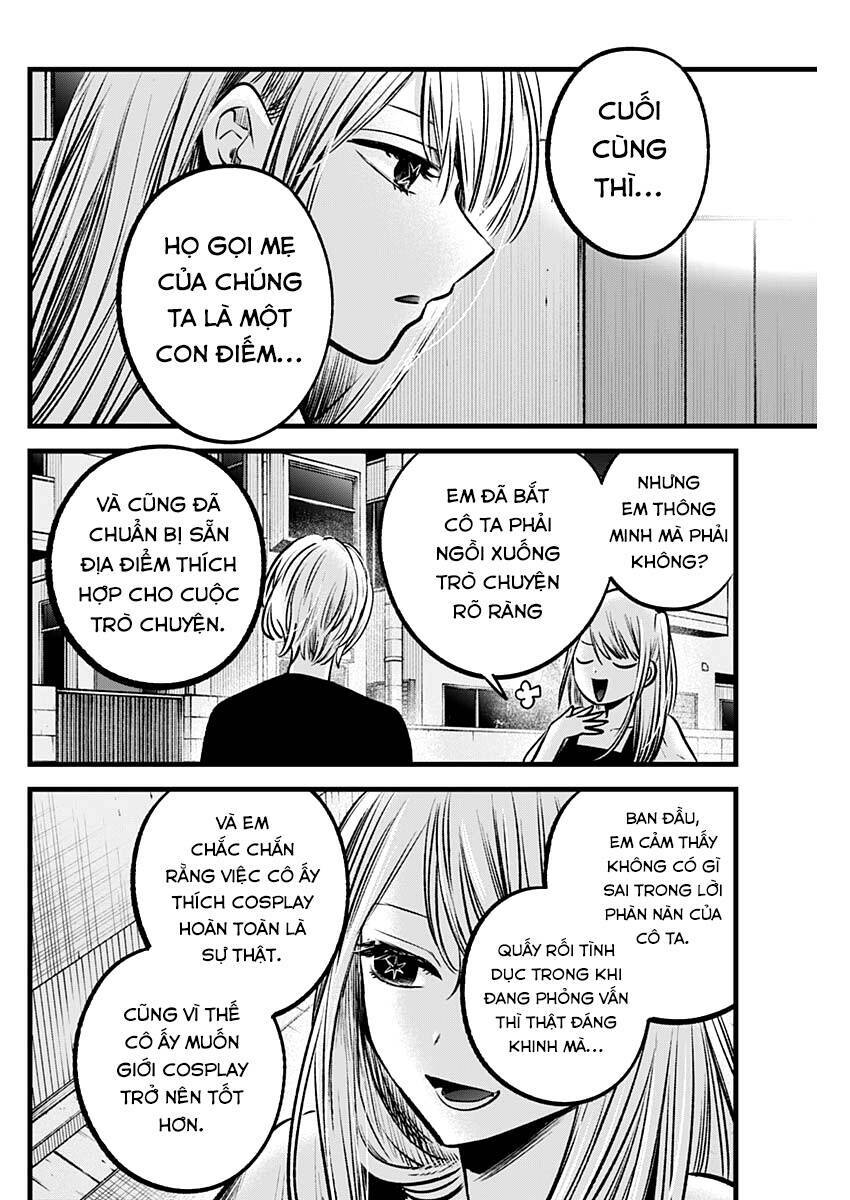 CUỐI
CÙNG
THÌ...
HỌ GỌI MẸ
CỦA CHÚNG
TA LÀ MỘT
CON ĐIẾM...
NHƯNG
EM THÔNG
MINH MÀ PHẢI
KHÔNG?
EM ĐÃ BẮT
CÔ TA PHẢI
NGỒI XUỐNG
TRÒ CHUYỆN
RÕ RÀNG
VÀ CŨNG ĐÃ
CHUẨN BỊ SẴN
ĐỊA ĐIỂM THÍCH
HỢP CHO CUỘC
TRÒ CHUYỆN.
BAN ĐẦU,
EM CẢM THẤY
KHÔNG CÓ GÌ
SAI TRONG LỜI
PHÀN NÀN CỦA
CÔ TA.
QUẤY RỐI TÌNH
DỤC TRONG KHI
ĐANG PHỎNG VẤN
THÌ THẬT ĐÁNG
KHINH MÀ...
VÀ EM
CHẮC CHẮN
RẰNG VIỆC CÔ ẤY
THÍCH COSPLAY
HOÀN TOÀN LÀ
SỰ THẬT.
CŨNG VÌ THẾ
CÔ ẤY MUỐN
GIỚI COSPLAY
TRỞ NÊN TỐT
HƠN.